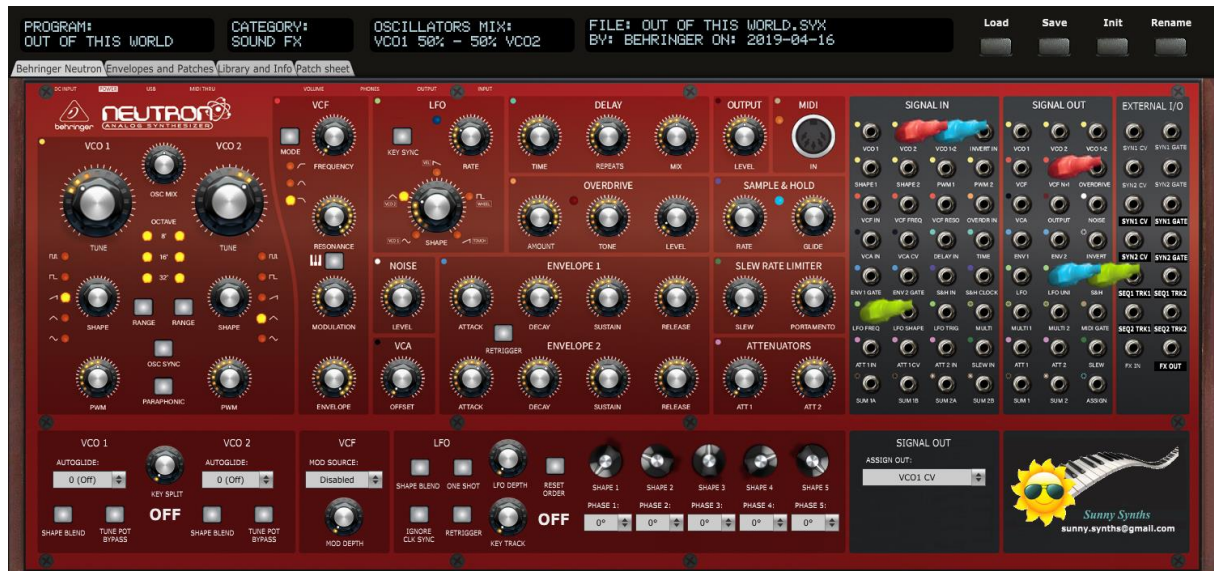 PROGRAM:
OUT OF THIS WORLD
CATEGORY:
SOUND FX
OSCILLATORS MIX:
VCO1 50% - 50% VCO2
FILE: OUT OF THIS WORLD.SYX
BY: BEHRINGER ON: 2019-04-16
Load Save Init Rename
Behringer Neutron Envelopes and Patches Library and Info Patch sheet
DC INPUT POWER USB MIDI THRU VOLUME PHONES OUTPUT INPUT
behringer NEUTRON
ANALOG SYNTHESIZER
VCO 1 VCO 2
OSC MIX
TUNE TUNE
OCTAVE
8'
16'
32'
SHAPE RANGE RANGE SHAPE
OSC SYNC
PARAPHONIC
PWM PWM
VCF
MODE FREQUENCY
RESONANCE
MODULATION
ENVELOPE
LFO
KEY SYNC RATE
SHAPE
DELAY
TIME REPEATS MIX
OUTPUT
LEVEL
MIDI
IN
OVERDRIVE
AMOUNT TONE LEVEL
SAMPLE & HOLD
RATE GLIDE
NOISE
LEVEL
ENVELOPE 1
ATTACK DECAY SUSTAIN RELEASE
RETRIGGER
SLEW RATE LIMITER
SLEW PORTAMENTO
VCA
OFFSET
ENVELOPE 2
ATTACK DECAY SUSTAIN RELEASE
ATTENUATORS
ATT 1 ATT 2
SIGNAL IN
VCO 1 VCO 2 VCO 1-2 INVERT IN
SHAPE 1 SHAPE 2 PWM 1 PWM 2
VCF IN VCF FREQ VCF RESO OVERDR IN
VCA IN VCA CV DELAY IN TIME
ENV1 GATE ENV 2 GATE S&H IN S&H CLOCK
LFO FREQ LFO SHAPE LFO TRIG MULTI
ATT 1 IN ATT 1 CV ATT 2 IN SLEW IN
SUM 1A SUM 1B SUM 2A SUM 2B
SIGNAL OUT
VCO 1 VCO 2 VCO 1-2
VCF OVERDRIVE
VCA OUTPUT NOISE
ENV 1 ENV 2 INVERT
LFO LFO UNI S&H
MULTI 1 MULTI 2 MIDI GATE
ATT 1 ATT 2 SLEW
SUM 1 SUM 2 ASSIGN
EXTERNAL I/O
SYN1 CV SYN1 GATE
SYN2 CV SYN2 GATE
SYN1 CV SYN1 GATE
SYN2 CV SYN2 GATE
SEQ1 TRK1 SEQ1 TRK2
SEQ2 TRK1 SEQ2 TRK2
FX IN FX OUT
VCO 1 VCO 2
AUTOGLIDE: AUTOGLIDE:
0 (Off) 0 (Off)
KEY SPLIT
OFF
SHAPE BLEND TUNE POT BYPASS SHAPE BLEND TUNE POT BYPASS
VCF
MOD SOURCE:
Disabled
MOD DEPTH
LFO
SHAPE BLEND ONE SHOT LFO DEPTH RESET ORDER
IGNORE CLK SYNC RETRIGGER KEY TRACK OFF
SHAPE 1 SHAPE 2 SHAPE 3 SHAPE 4 SHAPE 5
PHASE 1: PHASE 2: PHASE 3: PHASE 4: PHASE 5:
0° 0° 0° 0° 0°
SIGNAL OUT
ASSIGN OUT:
VCO1 CV
Sunny Synths
sunny.synths@gmail.com